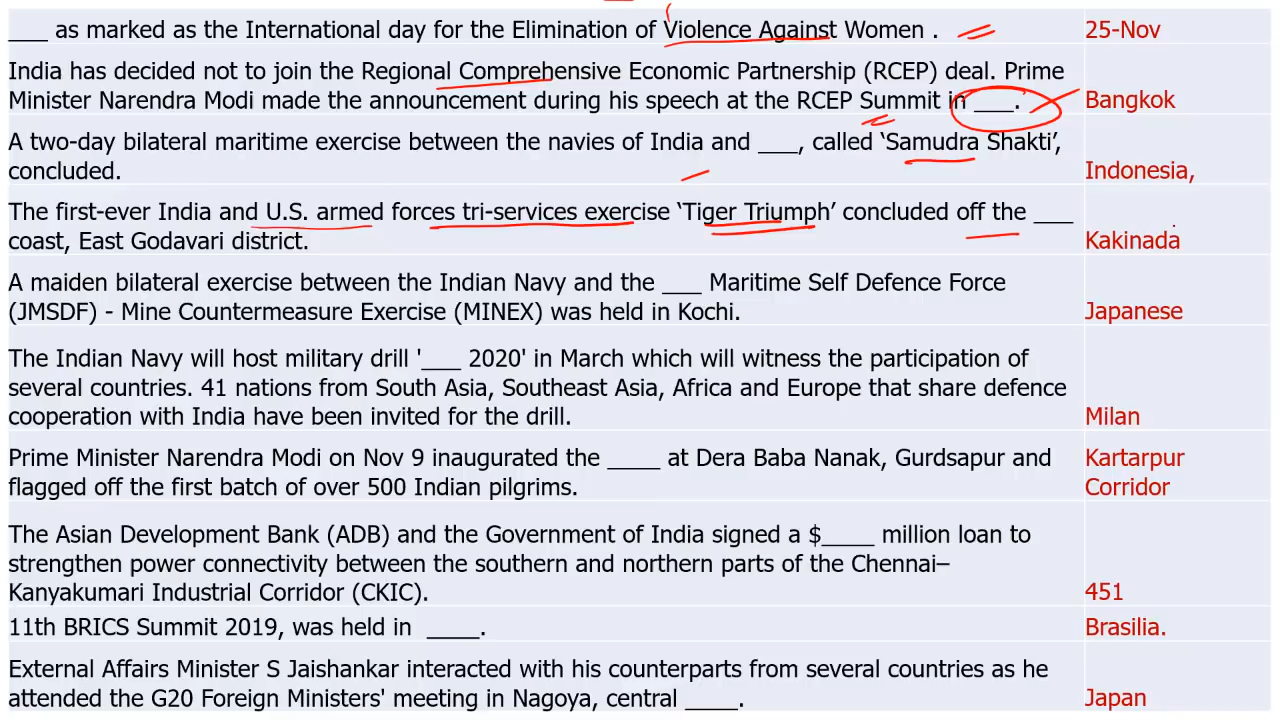 ___ as marked as the International day for the Elimination of Violence Against Women .
25-Nov
India has decided not to join the Regional Comprehensive Economic Partnership (RCEP) deal. Prime
Minister Narendra Modi made the announcement during his speech at the RCEP Summit in ___.
Bangkok
A two-day bilateral maritime exercise between the navies of India and ___, called ‘Samudra Shakti’,
concluded.
Indonesia,
The first-ever India and U.S. armed forces tri-services exercise ‘Tiger Triumph’ concluded off the ___
coast, East Godavari district.
Kakinada
A maiden bilateral exercise between the Indian Navy and the ___ Maritime Self Defence Force
(JMSDF) - Mine Countermeasure Exercise (MINEX) was held in Kochi.
Japanese
The Indian Navy will host military drill '___ 2020' in March which will witness the participation of
several countries. 41 nations from South Asia, Southeast Asia, Africa and Europe that share defence
cooperation with India have been invited for the drill.
Milan
Prime Minister Narendra Modi on Nov 9 inaugurated the ____ at Dera Baba Nanak, Gurdsapur and
flagged off the first batch of over 500 Indian pilgrims.
Kartarpur
Corridor
The Asian Development Bank (ADB) and the Government of India signed a $____ million loan to
strengthen power connectivity between the southern and northern parts of the Chennai–
Kanyakumari Industrial Corridor (CKIC).
451
11th BRICS Summit 2019, was held in ____.
Brasilia.
External Affairs Minister S Jaishankar interacted with his counterparts from several countries as he
attended the G20 Foreign Ministers' meeting in Nagoya, central ____.
Japan